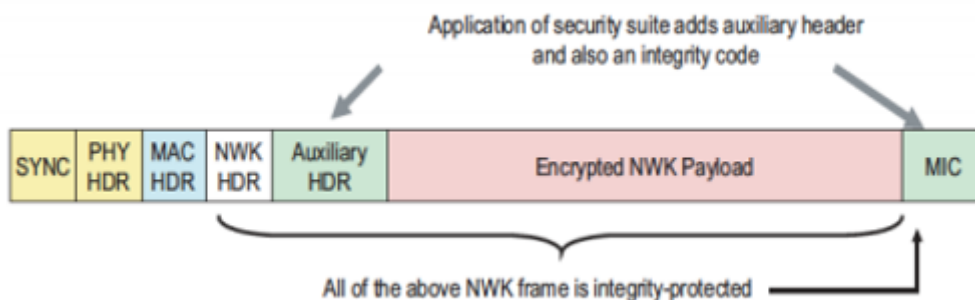 Application of security suite adds auxiliary header
and also an integrity code
SYNC
PHY
HDR
MAC
HDR
NWK
HDR
Auxiliary
HDR
Encrypted NWK Payload
MIC
All of the above NWK frame is integrity-protected